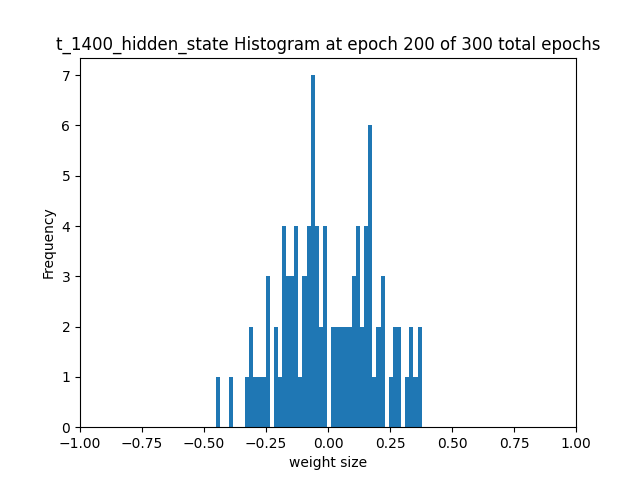 t_1400_hidden_state Histogram at epoch 200 of 300 total epochs
7
6
5
4
3
2
1
0
Frequency
−1.00 −0.75 −0.50 −0.25 0.00 0.25 0.50 0.75 1.00
weight size